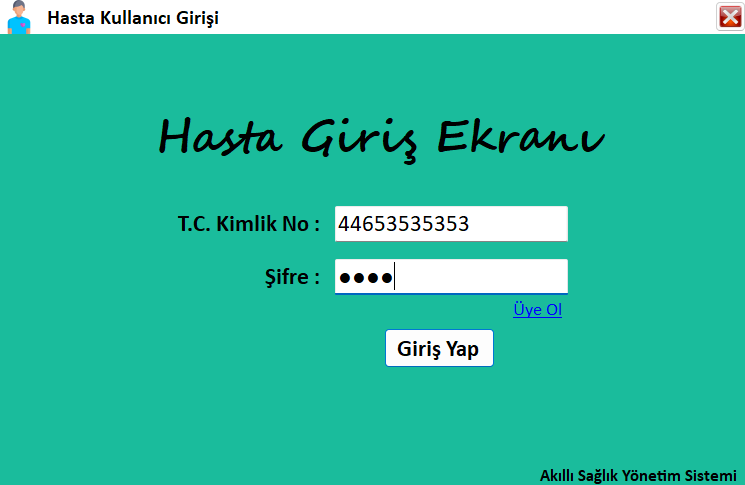 Hasta Kullanıcı Girişi
Hasta Giriş Ekranı
T.C. Kimlik No : 44653535353
Şifre : ●●●●
Üye Ol
Giriş Yap
Akıllı Sağlık Yönetim Sistemi